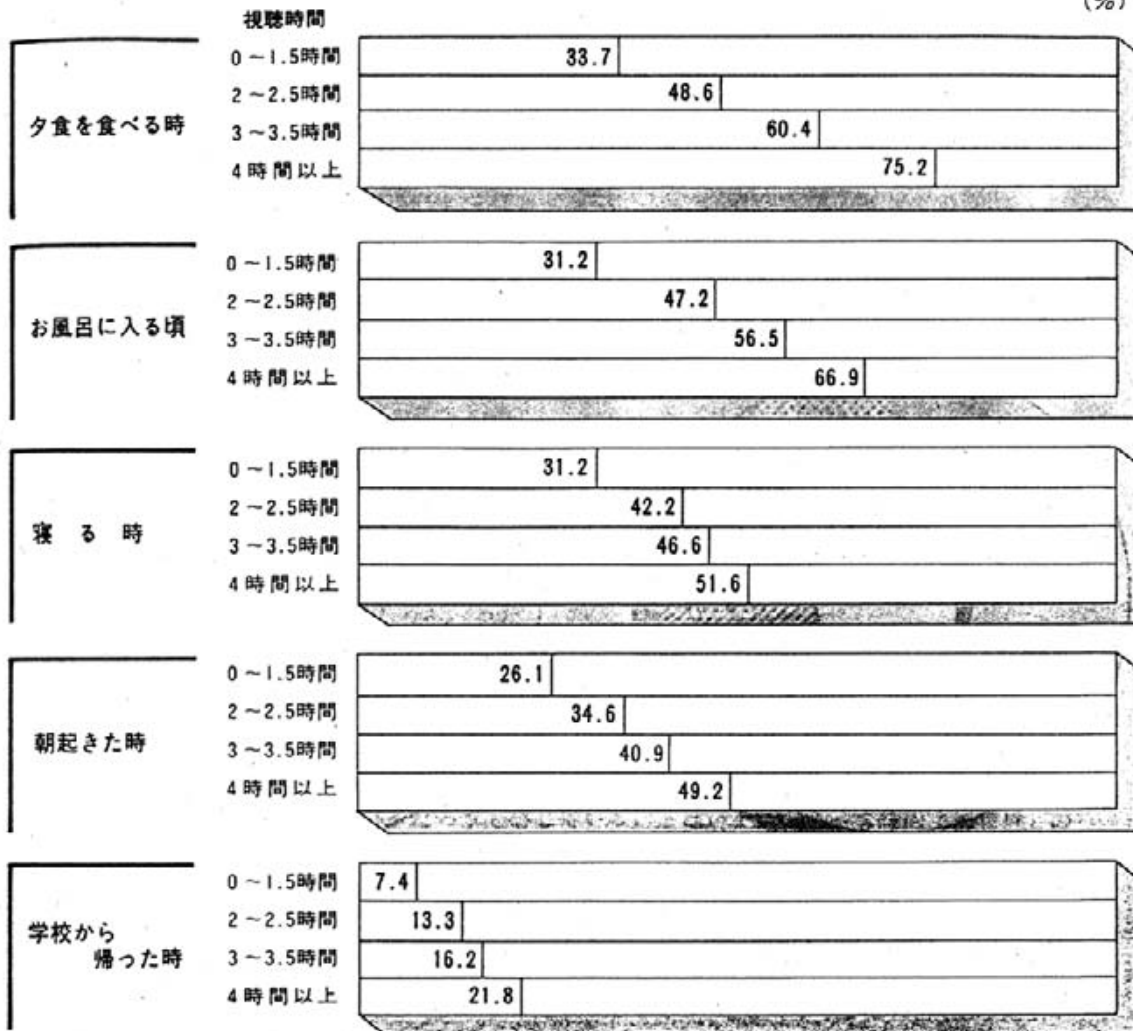 (%)
視聴時間
夕食を食べる時
0～1.5時間 33.7
2～2.5時間 48.6
3～3.5時間 60.4
4時間以上 75.2
お風呂に入る頃
0～1.5時間 31.2
2～2.5時間 47.2
3～3.5時間 56.5
4時間以上 66.9
寝る時
0～1.5時間 31.2
2～2.5時間 42.2
3～3.5時間 46.6
4時間以上 51.6
朝起きた時
0～1.5時間 26.1
2～2.5時間 34.6
3～3.5時間 40.9
4時間以上 49.2
学校から
帰った時
0～1.5時間 7.4
2～2.5時間 13.3
3～3.5時間 16.2
4時間以上 21.8